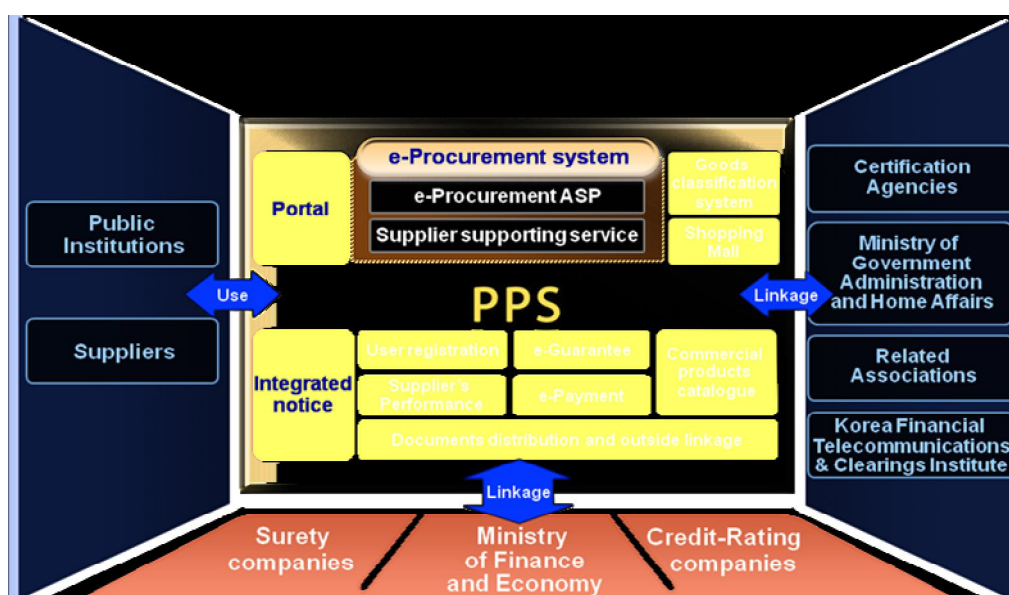 e-Procurement system
e-Procurement ASP
Supplier supporting service
Portal
Goods
classification
system
Shopping
Mall
Public
Institutions
Use
Suppliers
PPS
Integrated
notice
User registration
e-Guarantee
Commercial
products
catalogue
Supplier's
Performance
e-Payment
Documents distribution and outside linkage
Linkage
Certification
Agencies
Ministry of
Government
Administration
and Home Affairs
Related
Associations
Korea Financial
Telecommunications
& Clearings Institute
Linkage
Surety
companies
Ministry
of Finance
and Economy
Credit-Rating
companies